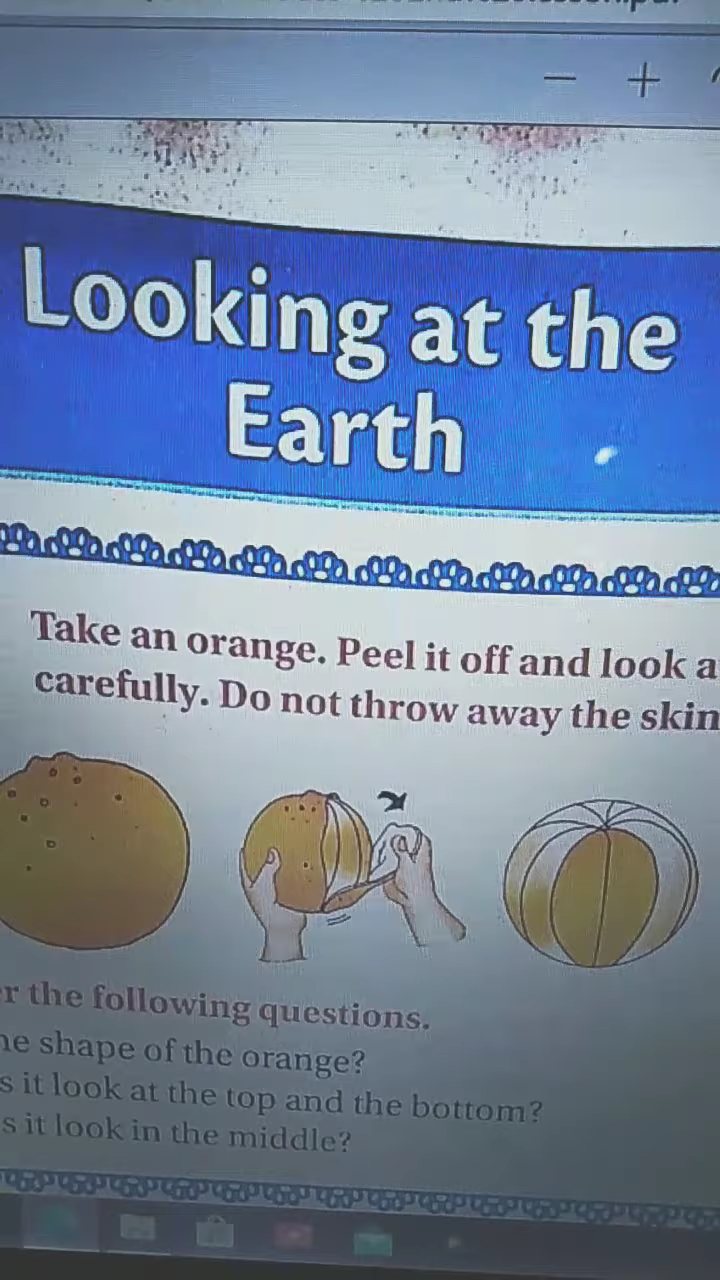 Looking at the
Earth
Take an orange. Peel it off and look a
carefully. Do not throw away the skin
r the following questions.
he shape of the orange?
s it look at the top and the bottom?
s it look in the middle?